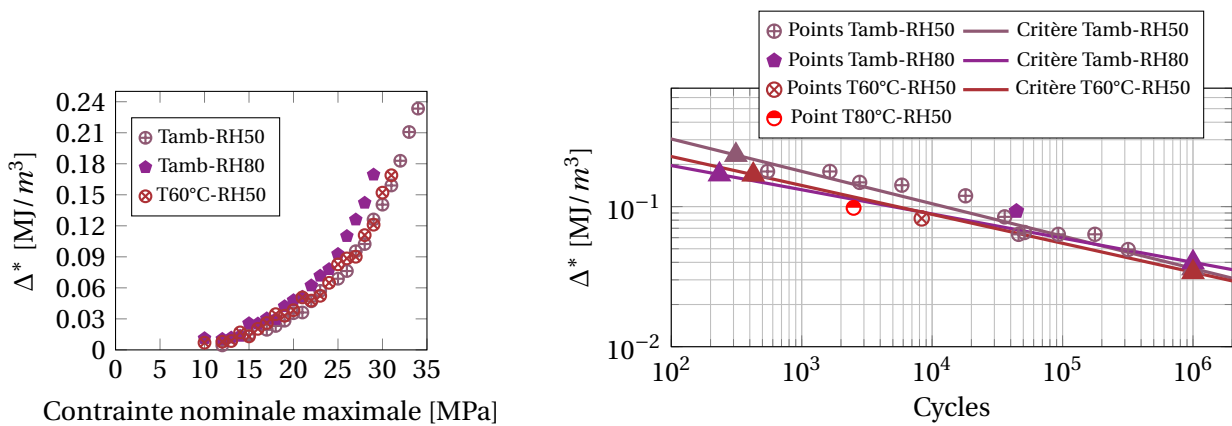 0.24
0.21
0.18
0.15
0.12
0.09
0.06
0.03
0
Δ* [MJ/m³]
Tamb-RH50
Tamb-RH80
T60°C-RH50
0 5 10 15 20 25 30 35
Contrainte nominale maximale [MPa]
Points Tamb-RH50 Critère Tamb-RH50
Points Tamb-RH80 Critère Tamb-RH80
Points T60°C-RH50 Critère T60°C-RH50
Point T80°C-RH50
Δ* [MJ/m³]
10⁻¹
10⁻²
10² 10³ 10⁴ 10⁵ 10⁶
Cycles